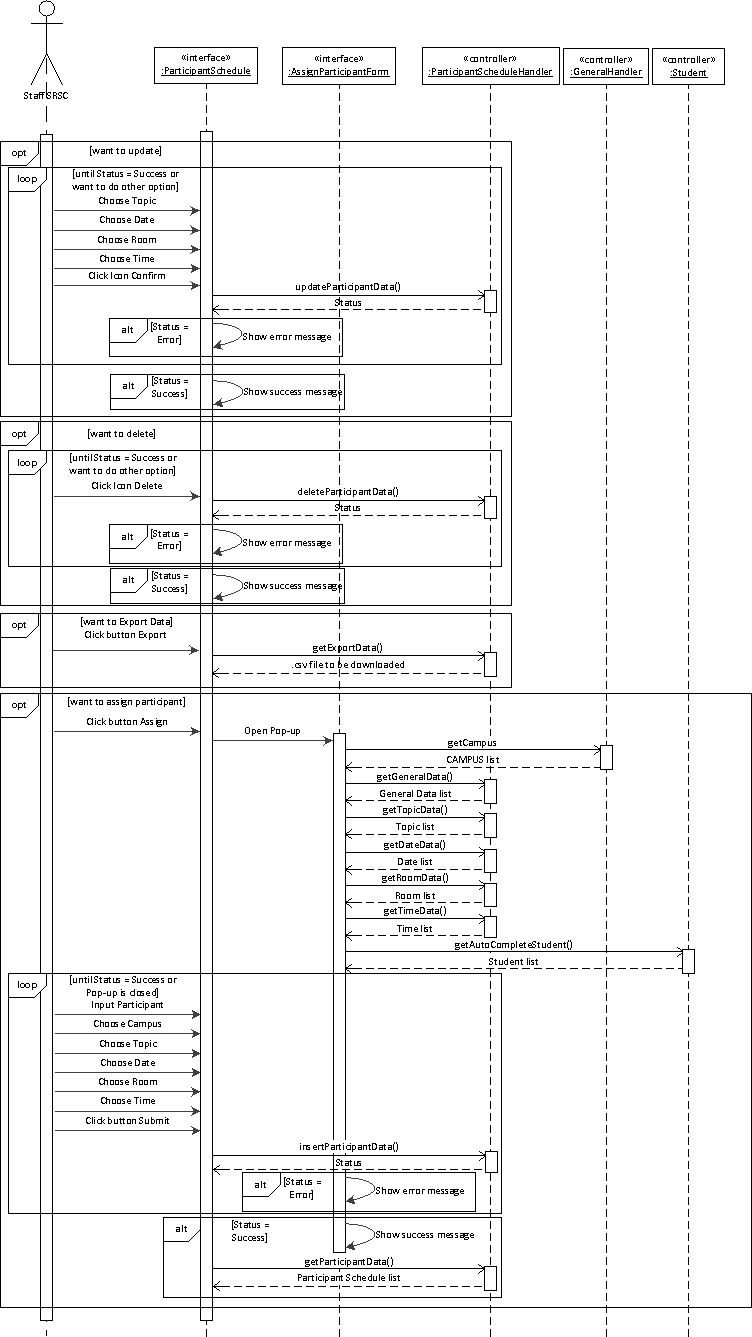 «interface»
:ParticipantSchedule
«interface»
:AssignParticipantForm
«controller»
:ParticipantScheduleHandler
«controller»
:GeneralHandler
«controller»
:Student
Staff SRSC
opt
[want to update]
loop
[until Status = Success or
want to do other option]
Choose Topic
Choose Date
Choose Room
Choose Time
Click Icon Confirm
updateParticipantData()
Status
alt
[Status =
Error]
Show error message
alt
[Status =
Success]
Show success message
opt
[want to delete]
loop
[until Status = Success or
want to do other option]
Click Icon Delete
deleteParticipantData()
Status
alt
[Status =
Error]
Show error message
alt
[Status =
Success]
Show success message
opt
[want to Export Data]
Click button Export
getExportData()
.csv file to be downloaded
opt
[want to assign participant]
Click button Assign
Open Pop-up
getCampus
CAMPUS list
getGeneralData()
General Data list
getTopicData()
Topic list
getDateData()
Date list
getRoomData()
Room list
getTimeData()
Time list
getAutoCompleteStudent()
Student list
loop
[until Status = Success or
Pop-up is closed]
Input Participant
Choose Campus
Choose Topic
Choose Date
Choose Room
Choose Time
Click button Submit
insertParticipantData()
Status
alt
[Status =
Error]
Show error message
alt
[Status =
Success]
Show success message
getParticipantData()
Participant Schedule list